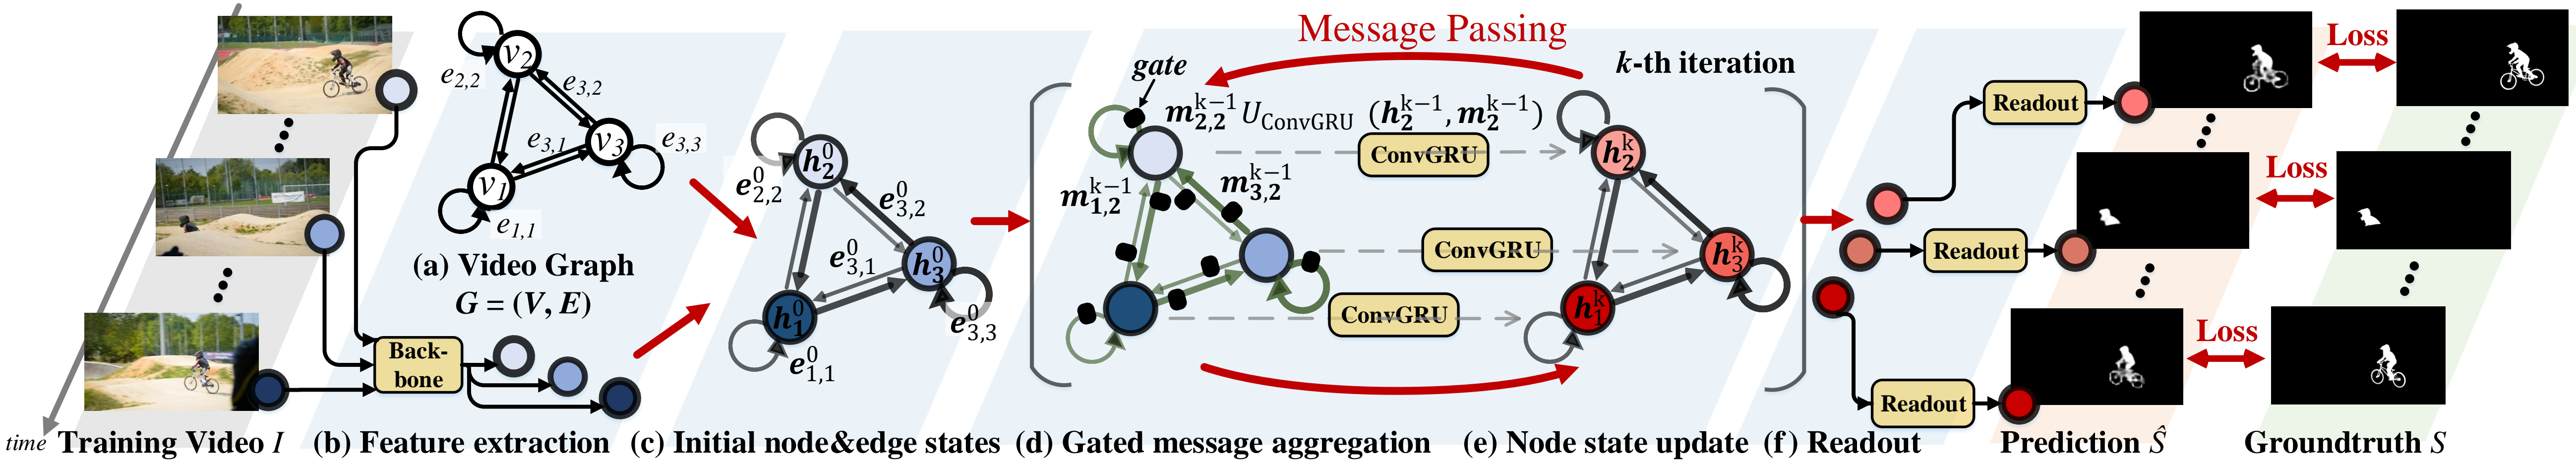 Message Passing
k-th iteration
gate
Loss
v₂
e₂,₂
e₃,₂
v₃
e₃,₁
e₃,₃
v₁
e₁,₁
(a) Video Graph
G = (V, E)
Back-
bone
h₂⁰
e₂,₂⁰
e₃,₂⁰
e₃,₁⁰
h₃⁰
h₁⁰
e₃,₃⁰
e₁,₁⁰
m₂,₂ᵏ⁻¹
U_ConvGRU (h₂ᵏ⁻¹, m₂ᵏ⁻¹)
m₁,₂ᵏ⁻¹
m₃,₂ᵏ⁻¹
ConvGRU
ConvGRU
ConvGRU
h₂ᵏ
h₃ᵏ
h₁ᵏ
Readout
Readout
Loss
Readout
Loss
time
Training Video I
(b) Feature extraction
(c) Initial node&edge states
(d) Gated message aggregation
(e) Node state update
(f) Readout
Prediction Ŝ
Groundtruth S